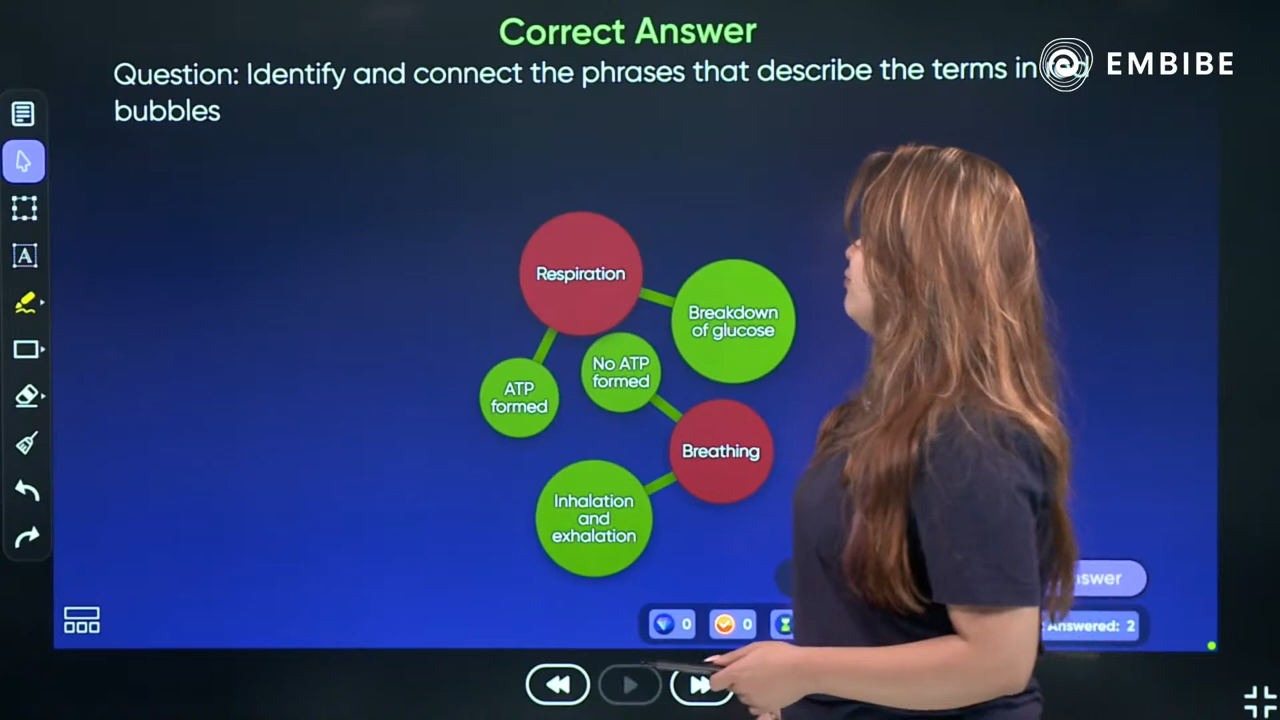 Correct Answer
Question: Identify and connect the phrases that describe the terms in
bubbles
EMBIBE
Respiration
Breakdown
of glucose
No ATP
formed
ATP
formed
Breathing
Inhalation
and
exhalation
A
0
0
Answered: 2